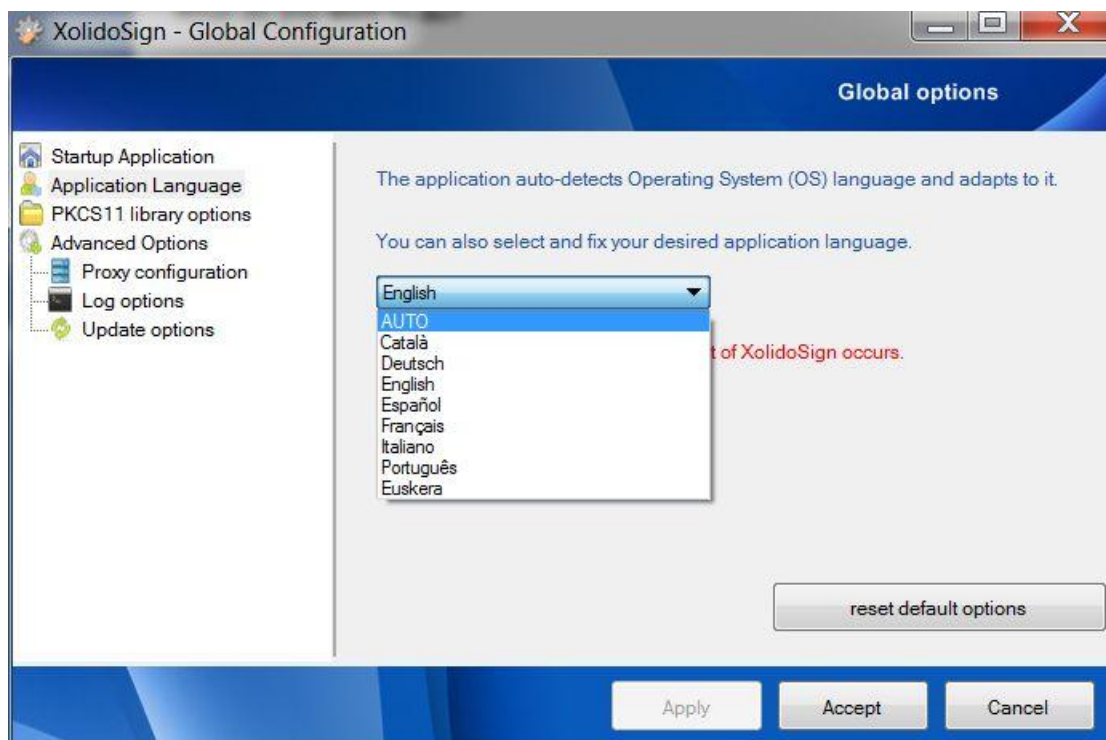 XolidoSign - Global Configuration
Global options
Startup Application
Application Language
PKCS11 library options
Advanced Options
Proxy configuration
Log options
Update options
The application auto-detects Operating System (OS) language and adapts to it.
You can also select and fix your desired application language.
English
AUTO
Català
Deutsch
English
Español
Français
Italiano
Português
Euskera
of XolidoSign occurs.
reset default options
Apply
Accept
Cancel